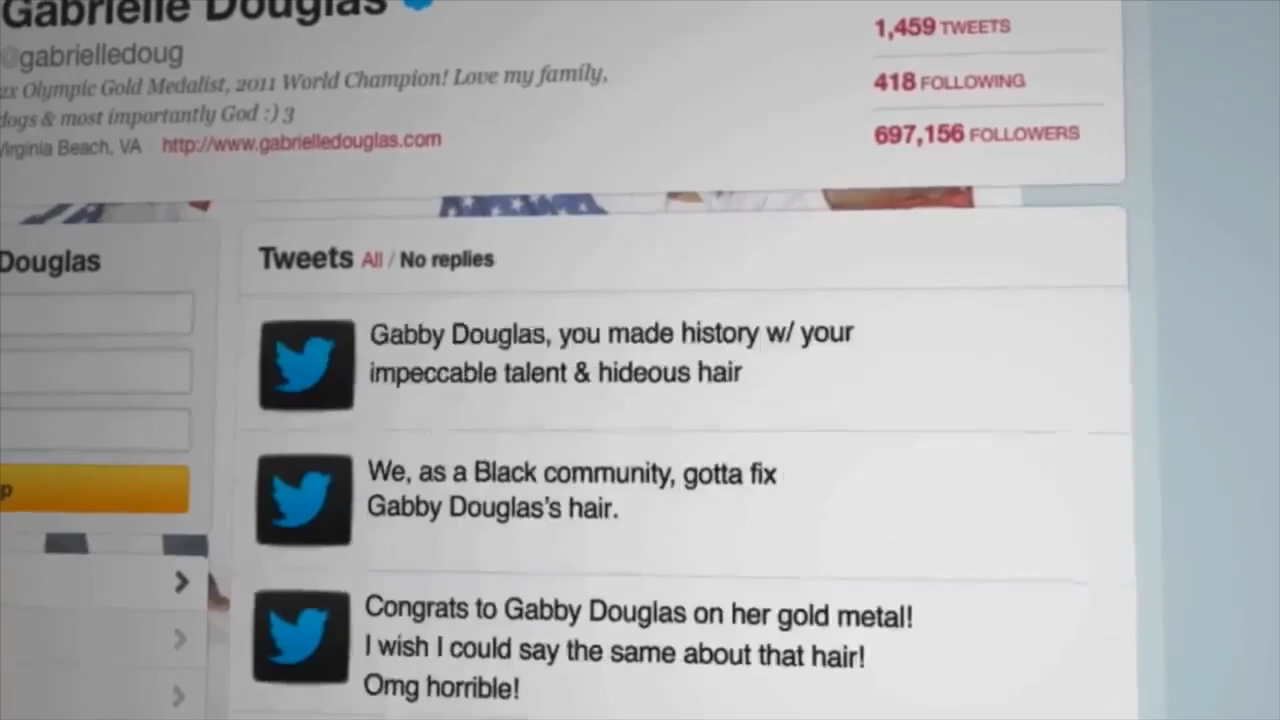 Gabrielle Douglas
@gabrielledoug
2x Olympic Gold Medalist, 2011 World Champion! Love my family,
dogs & most importantly God :) 3
Virginia Beach, VA http://www.gabrielledouglas.com
1,459 TWEETS
418 FOLLOWING
697,156 FOLLOWERS
Douglas
Tweets All / No replies
Gabby Douglas, you made history w/ your
impeccable talent & hideous hair
We, as a Black community, gotta fix
Gabby Douglas's hair.
Congrats to Gabby Douglas on her gold metal!
I wish I could say the same about that hair!
Omg horrible!